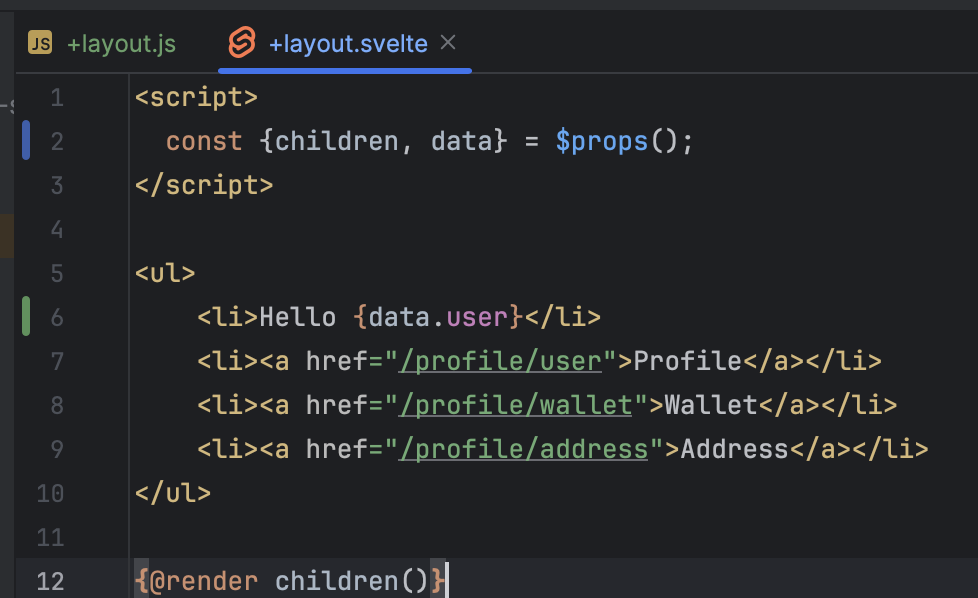 JS +layout.js +layout.svelte
1 <script>
2 const {children, data} = $props();
3 </script>
4
5 <ul>
6 <li>Hello {data.user}</li>
7 <li><a href="/profile/user">Profile</a></li>
8 <li><a href="/profile/wallet">Wallet</a></li>
9 <li><a href="/profile/address">Address</a></li>
10 </ul>
11
12 {@render children()}